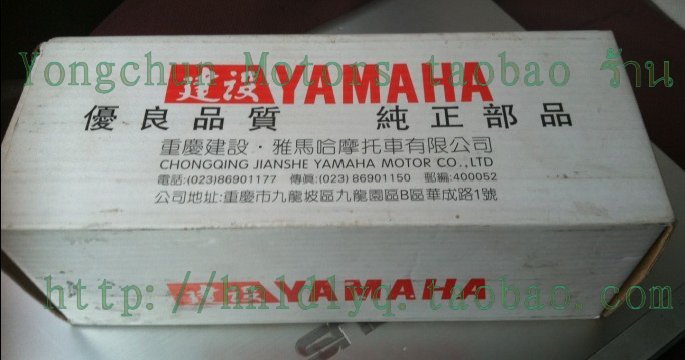 Yongchun Motors taobao ร้าน
建设 YAMAHA
優良品質 純正部品
重慶建設·雅馬哈摩托車有限公司
CHONGQING JIANSHE YAMAHA MOTOR CO.,LTD
電話:(023)86901177 傳真:(023)86901150 郵編:400052
公司地址:重慶市九龍坡區九龍園區B區華成路1號
建设 YAMAHA
http://hnldlyq.taobao.com